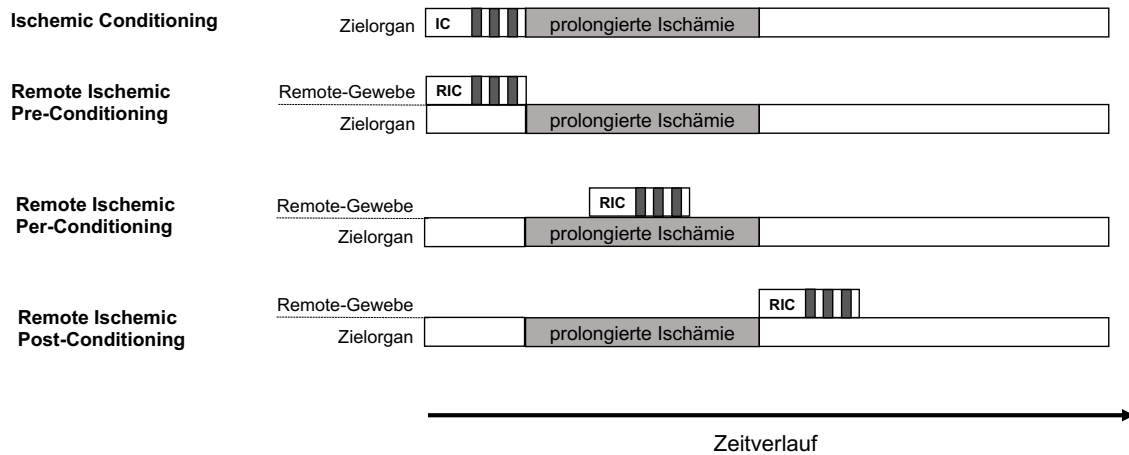 Ischemic Conditioning
Zielorgan
IC
prolongierte Ischämie
Remote Ischemic
Pre-Conditioning
Remote-Gewebe
RIC
Zielorgan
prolongierte Ischämie
Remote Ischemic
Per-Conditioning
Remote-Gewebe
RIC
Zielorgan
prolongierte Ischämie
Remote Ischemic
Post-Conditioning
Remote-Gewebe
RIC
Zielorgan
prolongierte Ischämie
Zeitverlauf